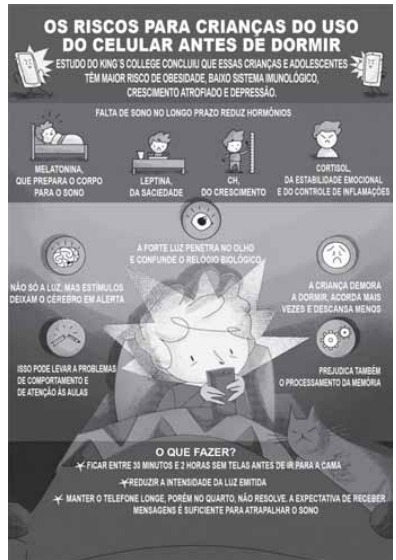 OS RISCOS PARA CRIANÇAS DO USO
DO CELULAR ANTES DE DORMIR
ESTUDO DO KING'S COLLEGE CONCLUIU QUE ESSAS CRIANÇAS E ADOLESCENTES
TÊM MAIOR RISCO DE OBESIDADE, BAIXO SISTEMA IMUNOLÓGICO,
CRESCIMENTO ATROFIADO E DEPRESSÃO.
FALTA DE SONO NO LONGO PRAZO REDUZ HORMÔNIOS
MELATONINA,
QUE PREPARA O CORPO
PARA O SONO
LEPTINA,
DA SACIEDADE
CH,
DO CRESCIMENTO
CORTISOL,
DA ESTABILIDADE EMOCIONAL
E DO CONTROLE DE INFLAMAÇÕES
A FORTE LUZ PENETRA NO OLHO
E CONFUNDE O RELÓGIO BIOLÓGICO
NÃO SÓ A LUZ, MAS ESTÍMULOS
DEIXAM O CÉREBRO EM ALERTA
A CRIANÇA DEMORA
A DORMIR, ACORDA MAIS
VEZES E DESCANSA MENOS
ISSO PODE LEVAR A PROBLEMAS
DE COMPORTAMENTO E
DE ATENÇÃO ÀS AULAS
PREJUDICA TAMBÉM
O PROCESSAMENTO DA MEMÓRIA
O QUE FAZER?
FICAR ENTRE 30 MINUTOS E 2 HORAS SEM TELAS ANTES DE IR PARA A CAMA
REDUZIR A INTENSIDADE DA LUZ EMITIDA
MANTER O TELEFONE LONGE, PORÉM NO QUARTO, NÃO RESOLVE. A EXPECTATIVA DE RECEBER
MENSAGENS É SUFICIENTE PARA ATRAPALHAR O SONO